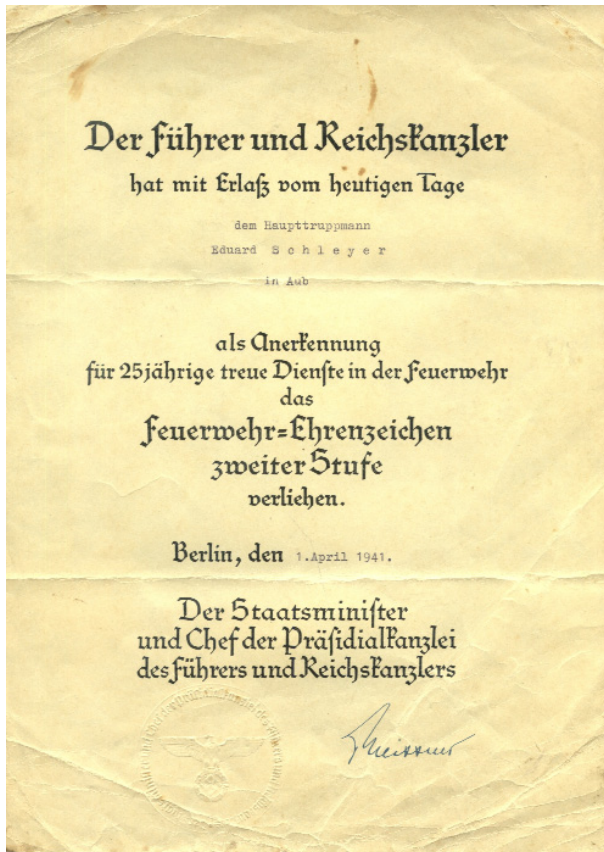 Der Führer und Reichskanzler
hat mit Erlaß vom heutigen Tage
dem Haupttruppmann
Eduard S c h l e y e r
in Aub
als Anerkennung
für 25jährige treue Dienste in der Feuerwehr
das
Feuerwehr=Ehrenzeichen
zweiter Stufe
verliehen.
Berlin, den 1.April 1941.
Der Staatsminister
und Chef der Präsidialkanzlei
des Führers und Reichskanzlers
Meissner